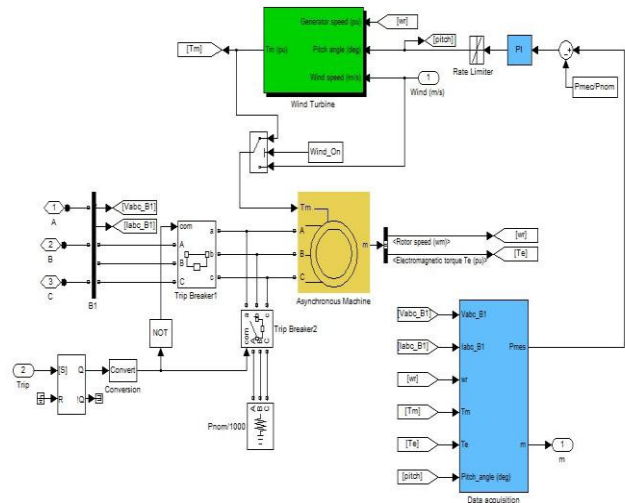 Generator speed (pu)
[wr]
[Tm]
Tm (pu)
Pitch angle (deg)
[pitch]
PI
Rate Limiter
Wind speed (m/s)
1
Wind (m/s)
Wind Turbine
Pmec/Pnom
Wind_On
1
A
[Vabc_B1]
[Iabc_B1]
2
B
3
C
B1
com
A
B
C
a
b
c
Trip Breaker1
Tm
A
B
C
m
Asynchronous Machine
<Rotor speed (wm)>
[wr]
<Electromagnetic torque Te (pu)>
[Te]
NOT
com
a
b
c
A
B
C
Trip Breaker2
2
Trip
[S]
R
Q
!Q
Convert
Conversion
A
B
C
Pnom/1000
[Vabc_B1]
[Iabc_B1]
[wr]
[Tm]
[Te]
[pitch]
Vabc_B1
Iabc_B1
wr
Tm
Te
Pitch_angle (deg)
Pmes
m
1
m
Data acquisition